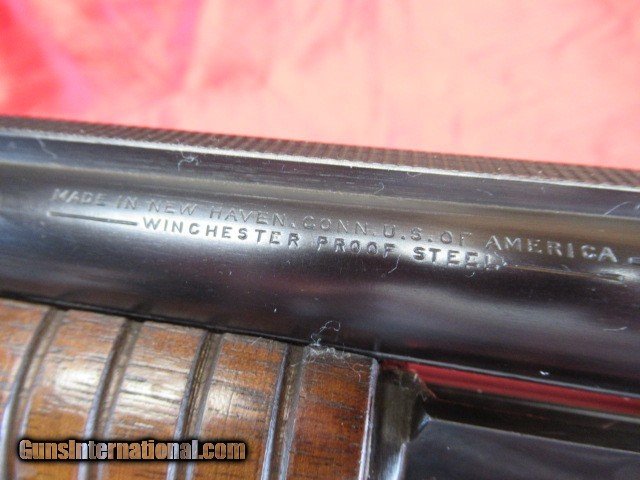 MADE IN NEW HAVEN, CONN. U.S. OF AMERICA
WINCHESTER PROOF STEEL
GunsInternational.com